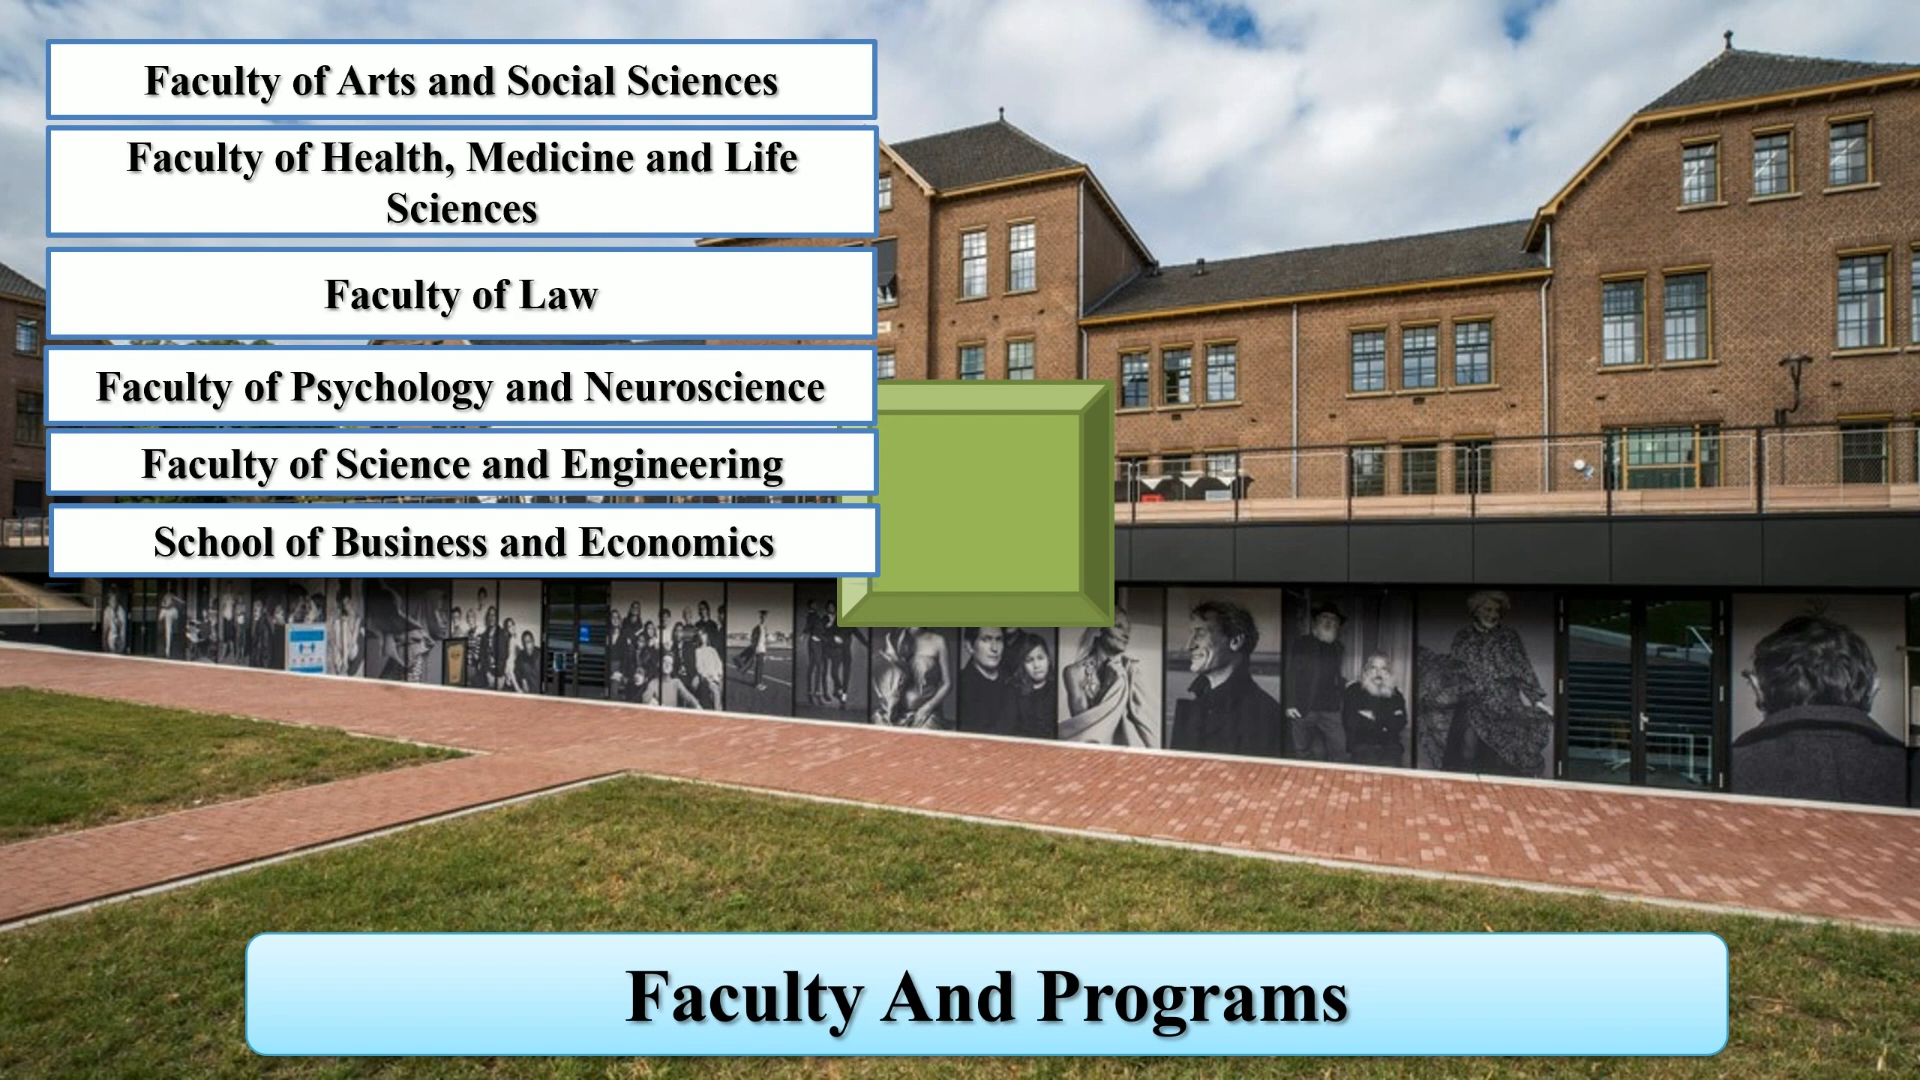 Faculty of Arts and Social Sciences
Faculty of Health, Medicine and Life
Sciences
Faculty of Law
Faculty of Psychology and Neuroscience
Faculty of Science and Engineering
School of Business and Economics
Faculty And Programs